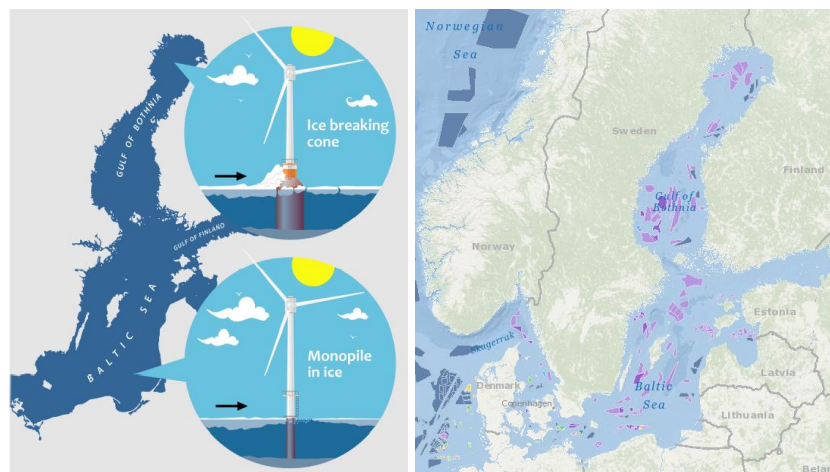 GULF OF BOTHNIA
Ice breaking
cone
GULF OF FINLAND
BALTIC SEA
Monopile
in ice
Norwegian
Sea
Sweden
Finland
Gulf of
Bothnia
Norway
Estonia
Skagerrak
Latvia
Denmark
Copenhagen
Baltic
Sea
Lithuania
Belar